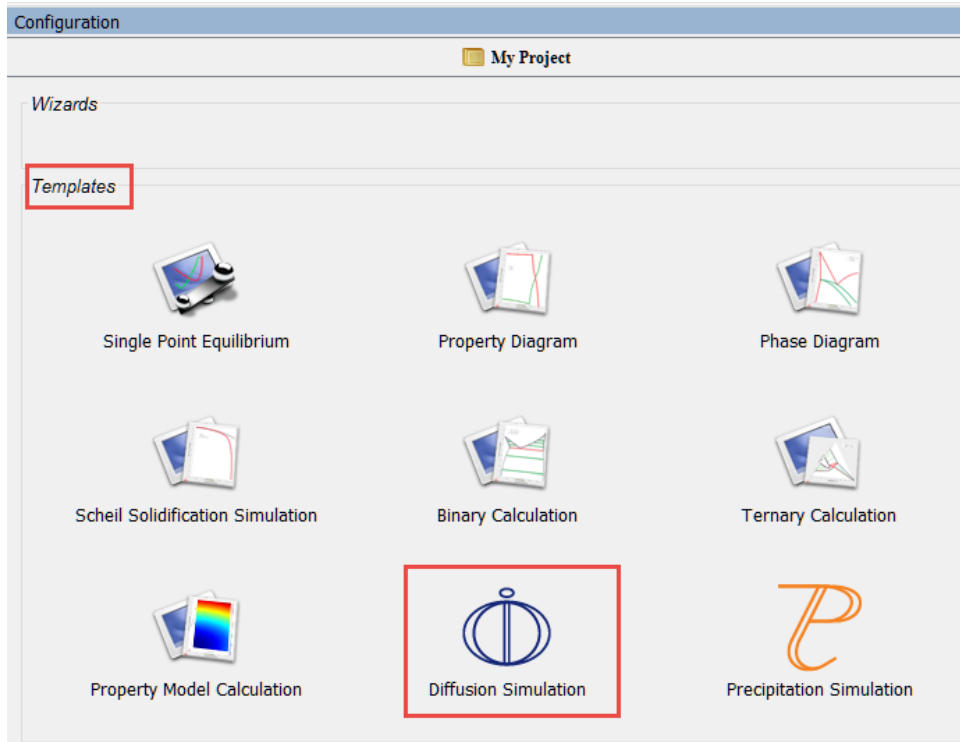 Configuration
My Project
Wizards
Templates
Single Point Equilibrium
Property Diagram
Phase Diagram
Scheil Solidification Simulation
Binary Calculation
Ternary Calculation
Property Model Calculation
Diffusion Simulation
Precipitation Simulation